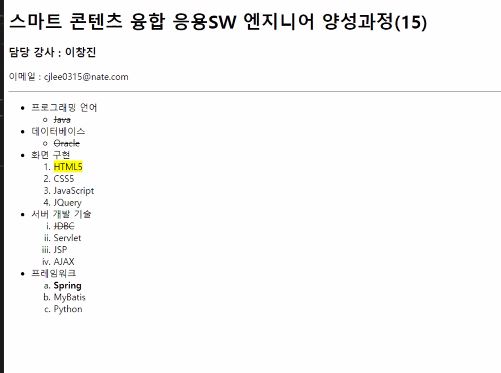 스마트 콘텐츠 융합 응용SW 엔지니어 양성과정(15)
담당 강사 : 이창진
이메일 : cjlee0315@nate.com
프로그래밍 언어
Java
데이터베이스
Oracle
화면 구현
1. HTML5
2. CSS5
3. JavaScript
4. JQuery
서버 개발 기술
i. JDBC
ii. Servlet
iii. JSP
iv. AJAX
프레임워크
a. Spring
b. MyBatis
c. Python